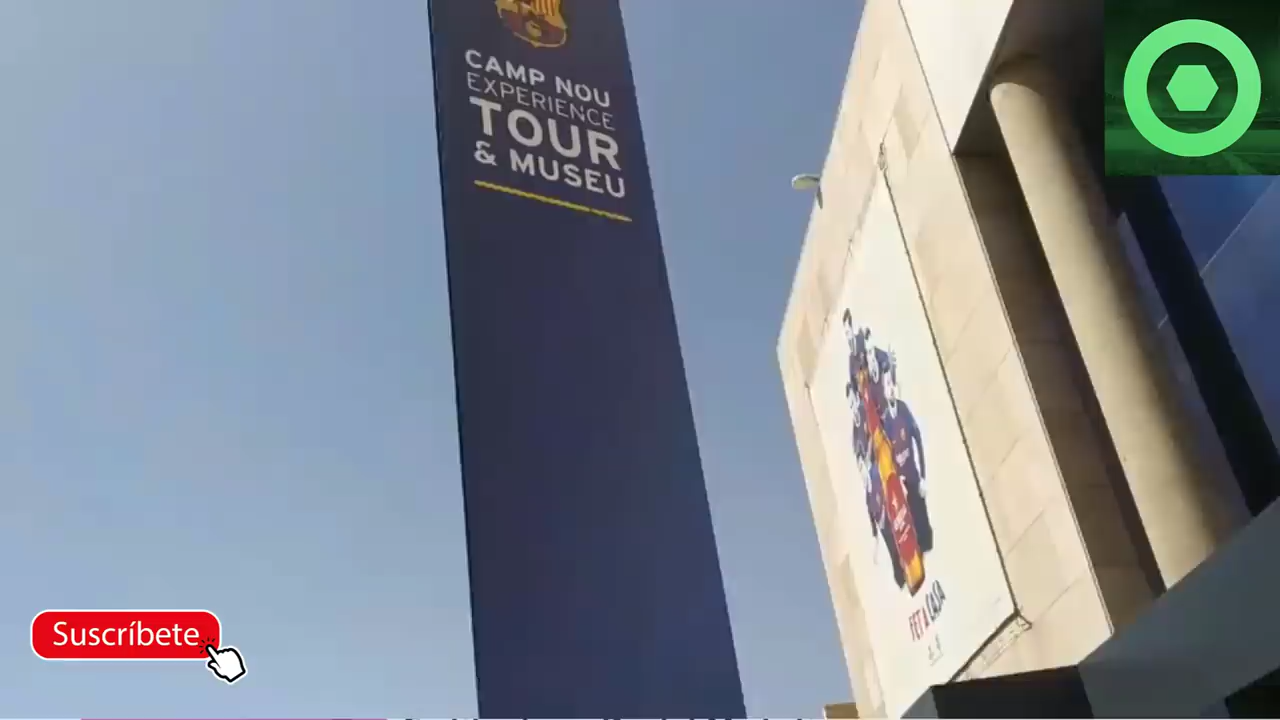 CAMP NOU
EXPERIENCE
TOUR
& MUSEU
FET A CASA
Suscríbete